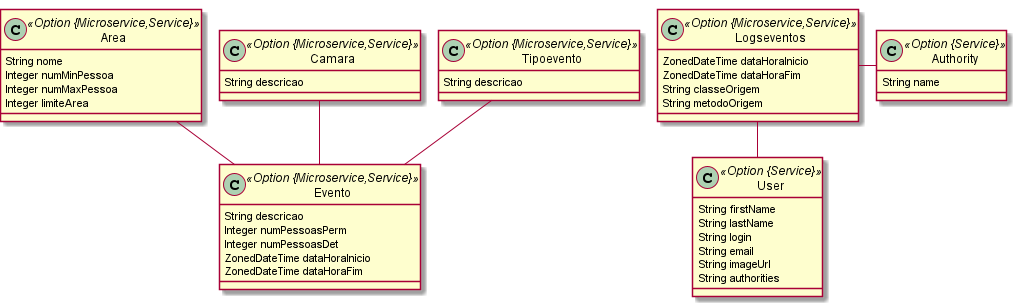 C «Option {Microservice,Service}»
Area
String nome
Integer numMinPessoa
Integer numMaxPessoa
Integer limiteArea
C «Option {Microservice,Service}»
Camara
String descricao
C «Option {Microservice,Service}»
Tipoevento
String descricao
C «Option {Microservice,Service}»
Logseventos
ZonedDateTime dataHoraInicio
ZonedDateTime dataHoraFim
String classeOrigem
String metodoOrigem
C «Option {Service}»
Authority
String name
C «Option {Microservice,Service}»
Evento
String descricao
Integer numPessoasPerm
Integer numPessoasDet
ZonedDateTime dataHoraInicio
ZonedDateTime dataHoraFim
C «Option {Service}»
User
String firstName
String lastName
String login
String email
String imageUrl
String authorities